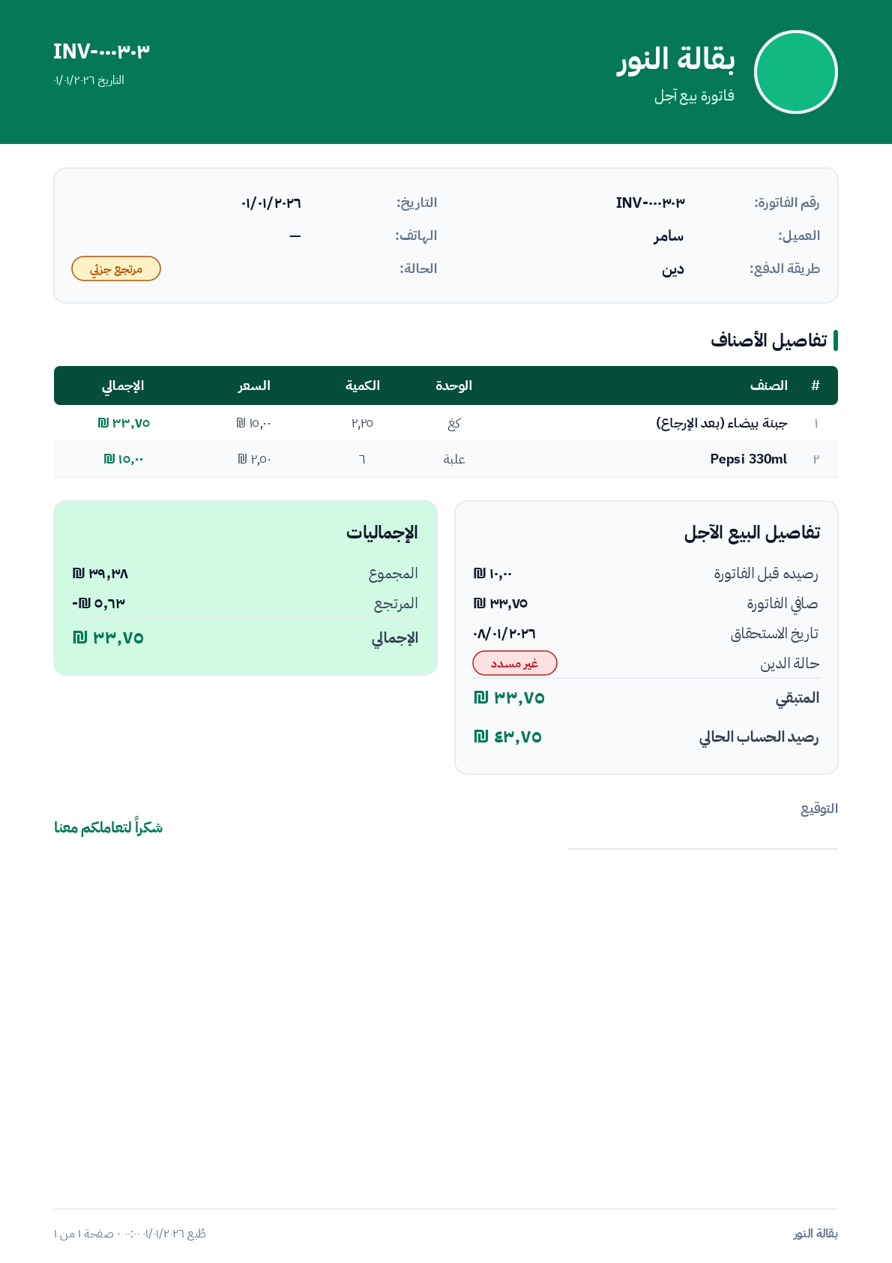 بقالة النور
فاتورة بيع آجل
INV-٠٠٠٣٠٣
التاريخ ٠١/٠١/٢٠٢٦
رقم الفاتورة: INV-٠٠٠٣٠٣ التاريخ: ٠١/٠١/٢٠٢٦
العميل: سامر الهاتف: —
طريقة الدفع: دين الحالة: مرتجع جزئي
تفاصيل الأصناف
# الصنف الوحدة الكمية السعر الإجمالي
١ جبنة بيضاء (بعد الإرجاع) كغ ٢,٢٥ ١٥,٠٠ ₪ ٣٣,٧٥ ₪
٢ Pepsi 330ml علبة ٦ ٢,٥٠ ₪ ١٥,٠٠ ₪
تفاصيل البيع الآجل
رصيده قبل الفاتورة ١٠,٠٠ ₪
صافي الفاتورة ٣٣,٧٥ ₪
تاريخ الاستحقاق ٠٨/٠١/٢٠٢٦
حالة الدين غير مسدد
المتبقي ٣٣,٧٥ ₪
رصيد الحساب الحالي ٤٣,٧٥ ₪
الإجماليات
المجموع ٣٩,٣٨ ₪
المرتجع -٥,٦٣ ₪
الإجمالي ٣٣,٧٥ ₪
التوقيع
شكراً لتعاملكم معنا
بقالة النور
طُبع ٠١/٠١/٢٠٢٦ ٠٠:٠٠ · صفحة ١ من ١